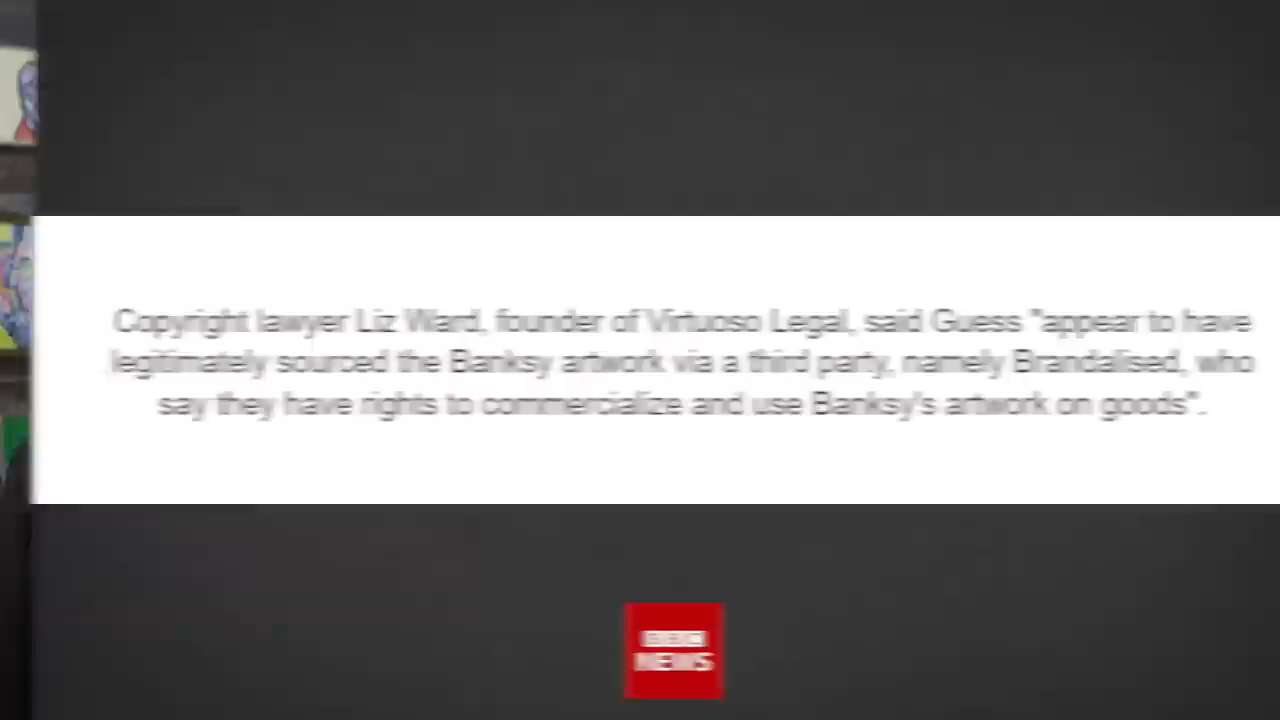 Copyright lawyer Liz Ward, founder of Virtuoso Legal, said Guess "appear to have
legitimately sourced the Banksy artwork via a third party, namely Brandalised, who
say they have rights to commercialize and use Banksy's artwork on goods".
BBC
NEWS